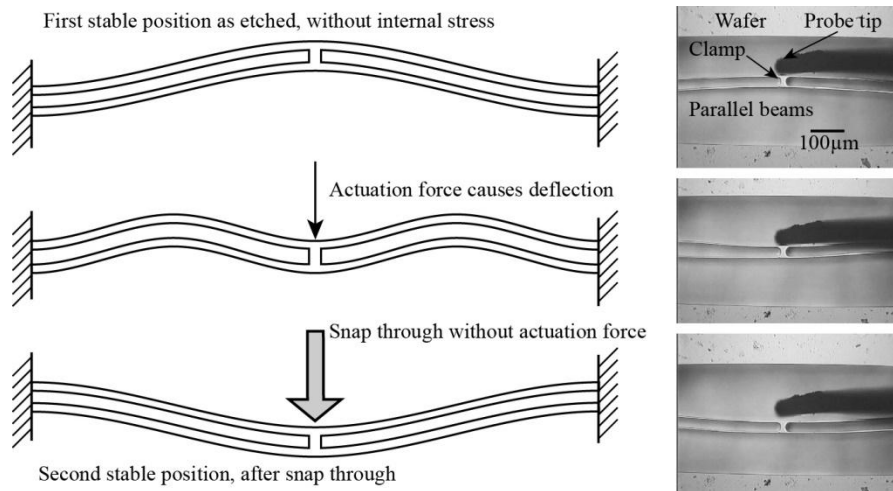 First stable position as etched, without internal stress
Actuation force causes deflection
Snap through without actuation force
Second stable position, after snap through
Wafer
Probe tip
Clamp
Parallel beams
100μm